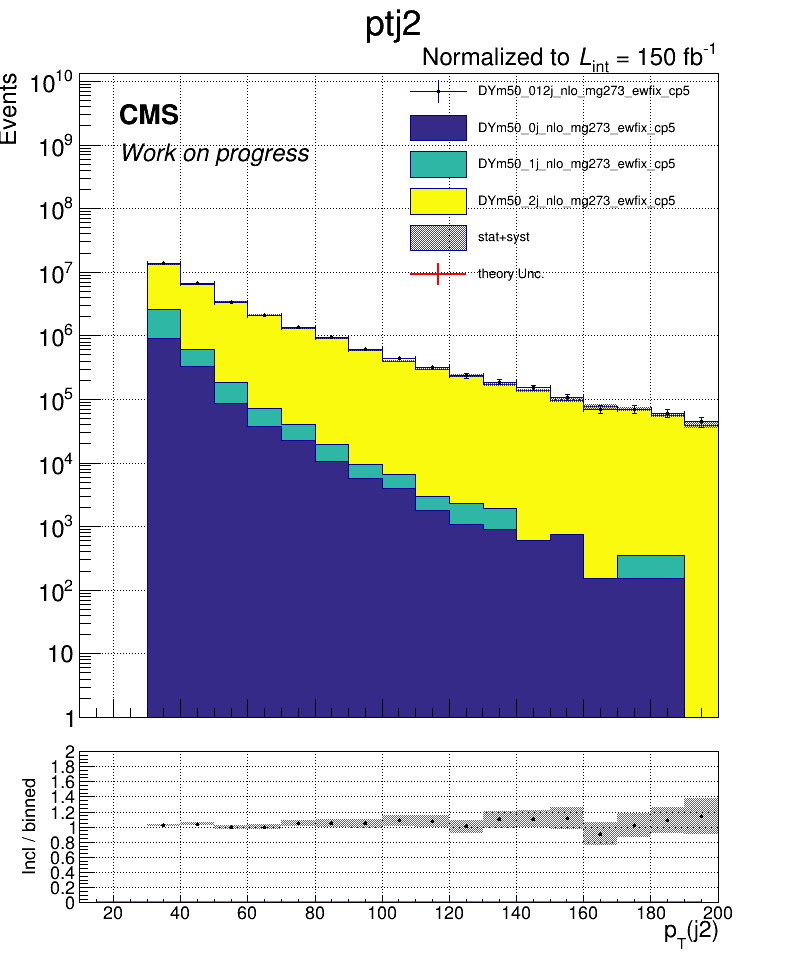 ptj2
Normalized to L_int = 150 fb^-1
Events
CMS
Work on progress
DYm50_012j_nlo_mg273_ewfix_cp5
DYm50_0j_nlo_mg273_ewfix_cp5
DYm50_1j_nlo_mg273_ewfix_cp5
DYm50_2j_nlo_mg273_ewfix_cp5
stat+syst
theory Unc.
10^10
10^9
10^8
10^7
10^6
10^5
10^4
10^3
10^2
10
1
Incl / binned
2
1.8
1.6
1.4
1.2
1
0.8
0.6
0.4
0.2
0
20 40 60 80 100 120 140 160 180 200
p_T(j2)